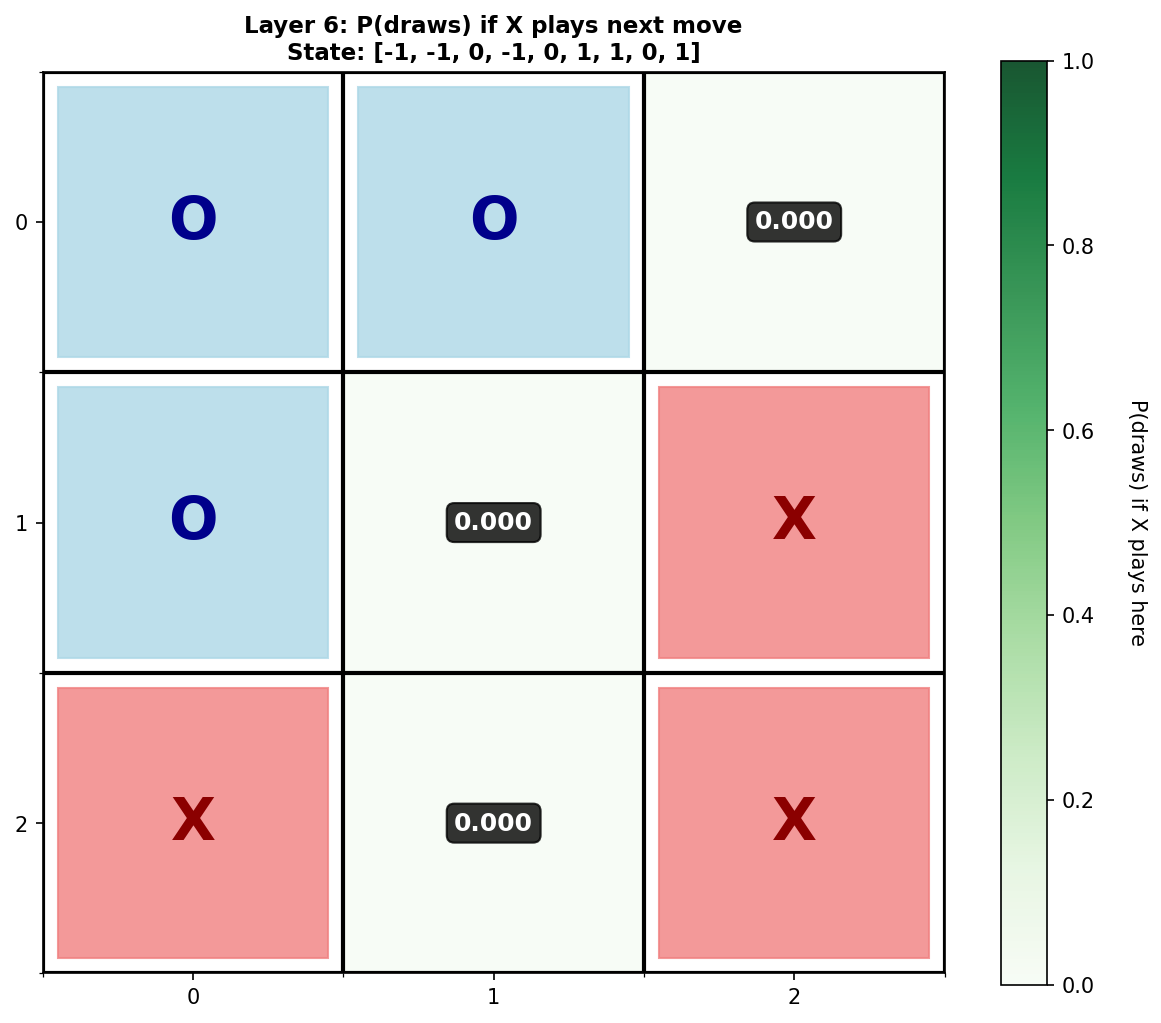 Layer 6: P(draws) if X plays next move
State: [-1, -1, 0, -1, 0, 1, 1, 0, 1]
0 O O 0.000
1 O 0.000 X
2 X 0.000 X
0 1 2
1.0
0.8
0.6
0.4
0.2
0.0
P(draws) if X plays here